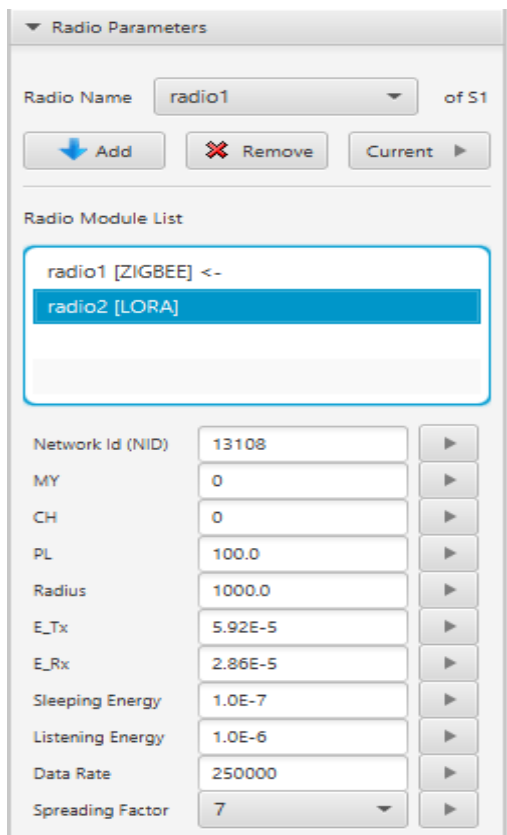 Radio Parameters
Radio Name radio1 of S1
Add Remove Current
Radio Module List
radio1 [ZIGBEE] <-
radio2 [LORA]
Network Id (NID) 13108
MY 0
CH 0
PL 100.0
Radius 1000.0
E_Tx 5.92E-5
E_Rx 2.86E-5
Sleeping Energy 1.0E-7
Listening Energy 1.0E-6
Data Rate 250000
Spreading Factor 7